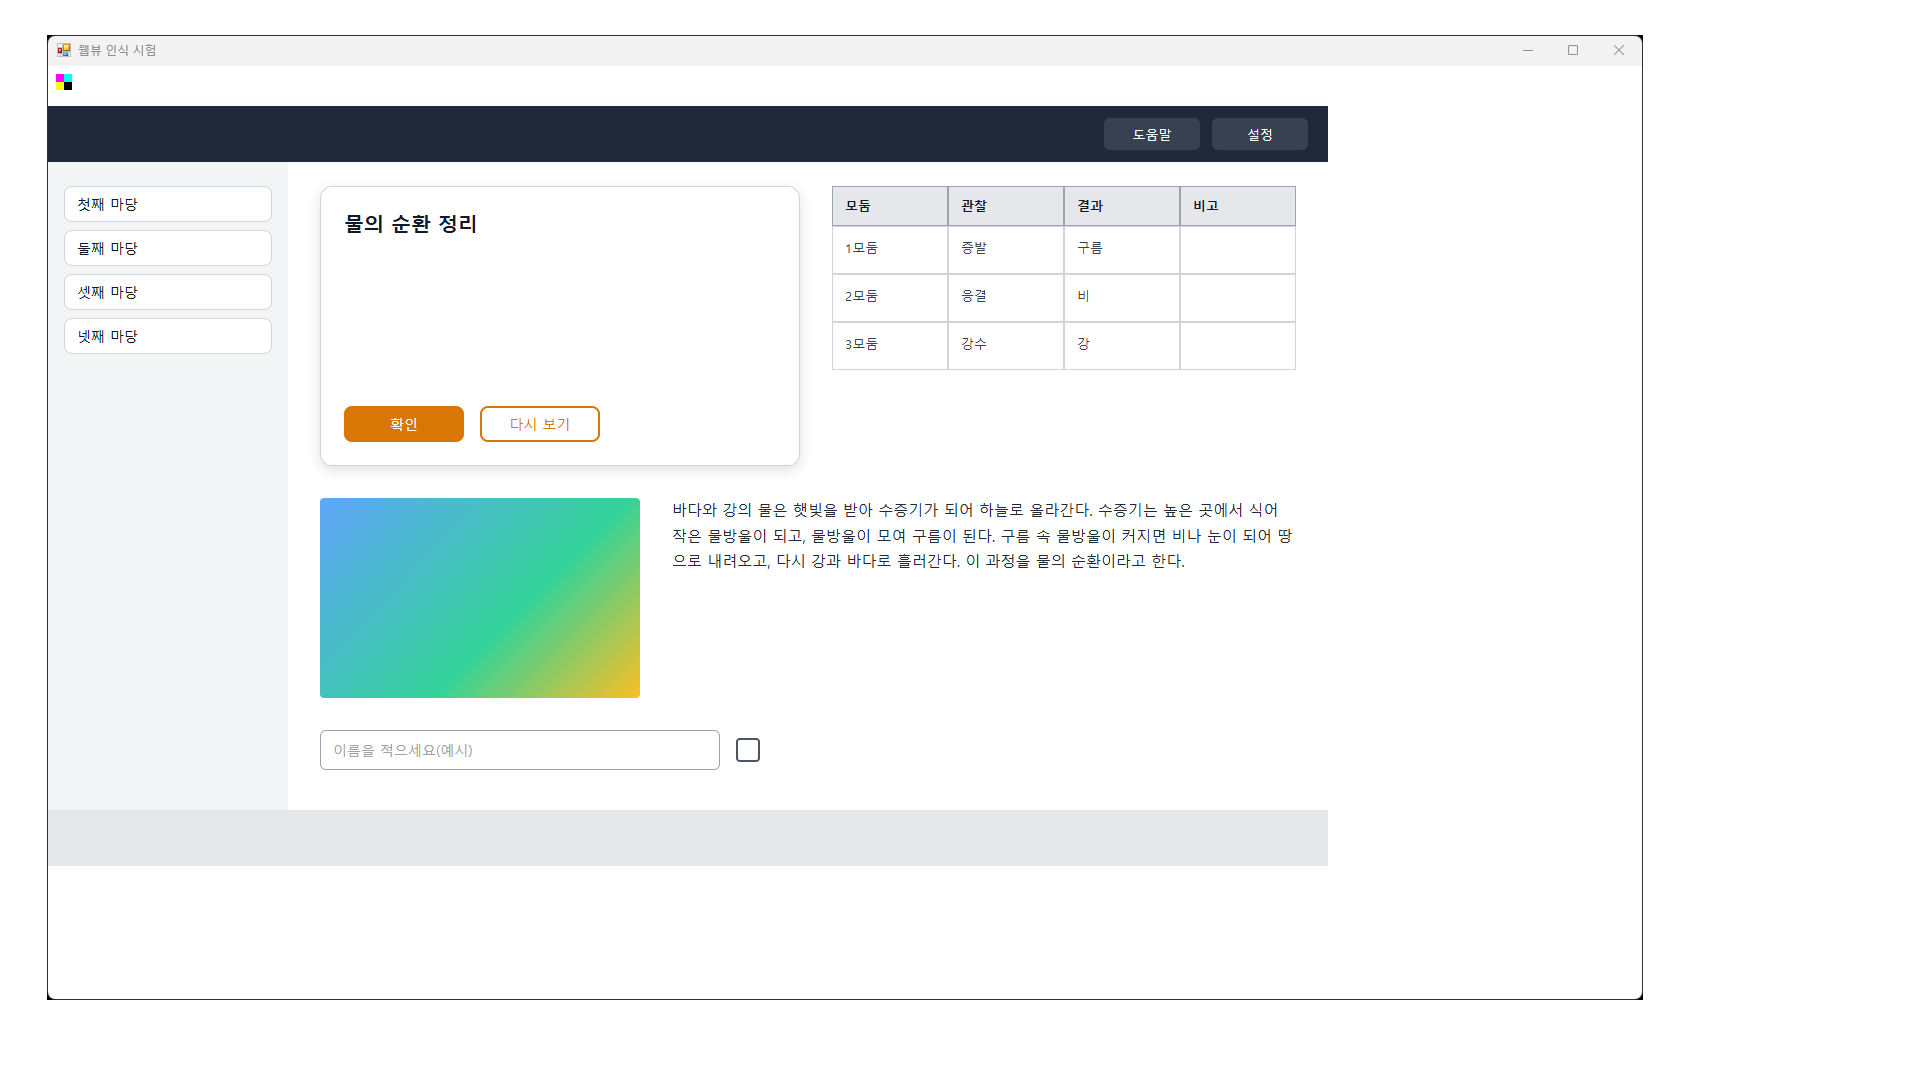 웹뷰 인식 시험
도움말 설정
첫째 마당
둘째 마당
셋째 마당
넷째 마당
물의 순환 정리
확인 다시 보기
모둠 관찰 결과 비고
1모둠 증발 구름
2모둠 응결 비
3모둠 강수 강
바다와 강의 물은 햇빛을 받아 수증기가 되어 하늘로 올라간다. 수증기는 높은 곳에서 식어
작은 물방울이 되고, 물방울이 모여 구름이 된다. 구름 속 물방울이 커지면 비나 눈이 되어 땅
으로 내려오고, 다시 강과 바다로 흘러간다. 이 과정을 물의 순환이라고 한다.
이름을 적으세요(예시)